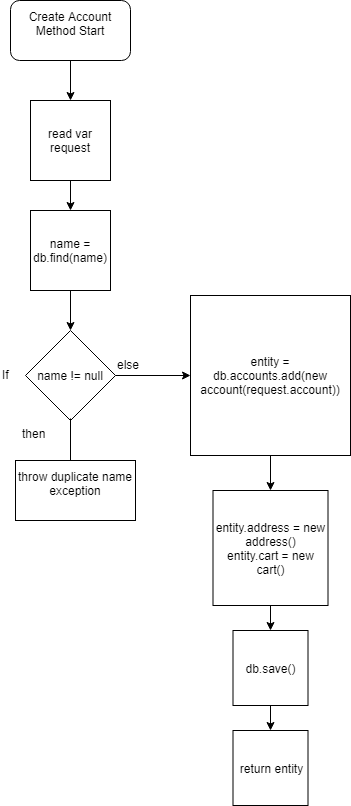 Create Account
Method Start
read var
request
name =
db.find(name)
If
name != null
else
then
throw duplicate name
exception
entity =
db.accounts.add(new
account(request.account))
entity.address = new
address()
entity.cart = new
cart()
db.save()
return entity